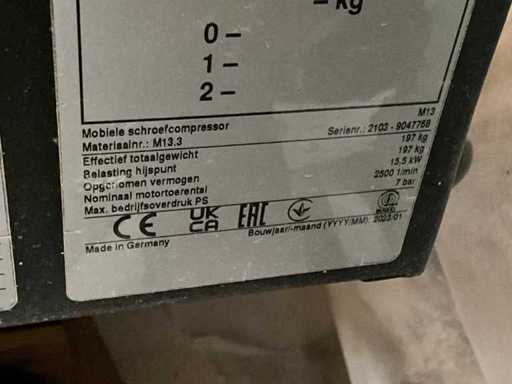 – kg
0 –
1 –
2 –
M13
Mobiele schroefcompressor
Materiaalnr.: M13.3 Serienr.: 2103 - 9047758
Effectief totaalgewicht 197 kg
Belasting hijspunt 197 kg
Opgenomen vermogen 15,5 kW
Nominaal motortoerental 2500 1/min
Max. bedrijfsoverdruk PS 7 bar
CE UK CA EAC
Bouwjaar/-maand (YYYY/MM): 2023/01
Made in Germany